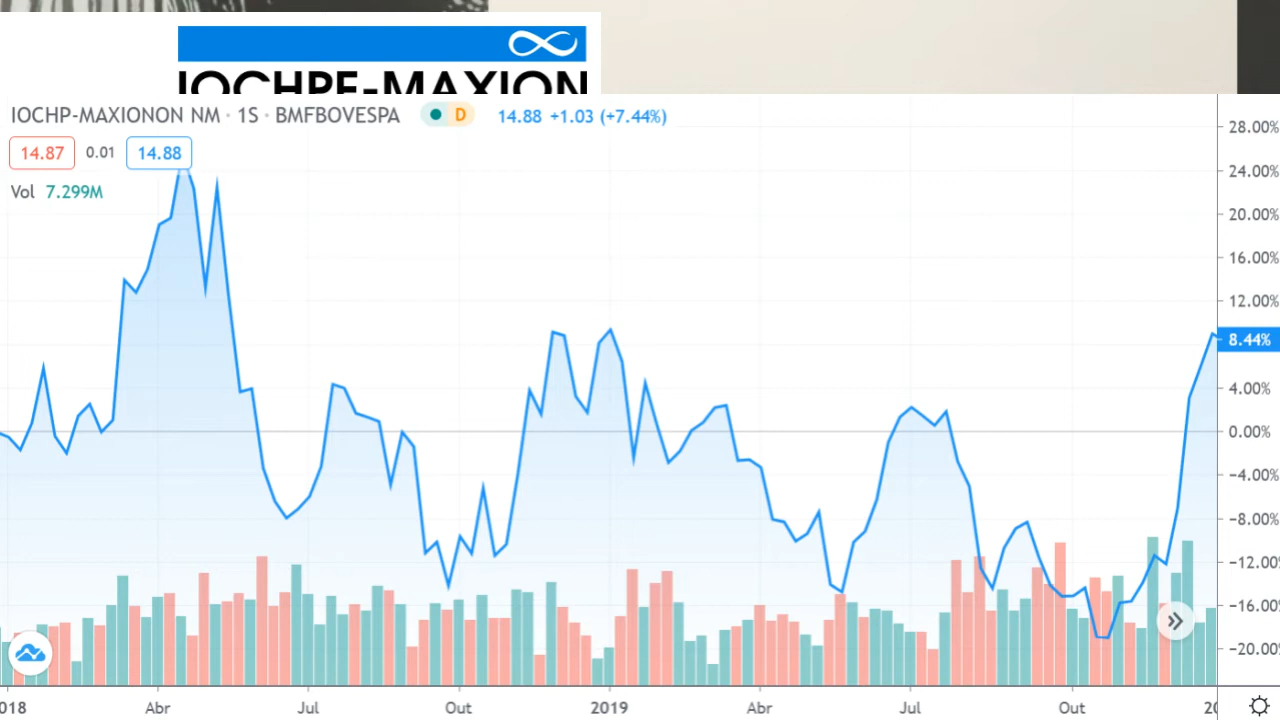 IOCHPE-MAXION
IOCHP-MAXIONON NM · 1S · BMFBOVESPA D 14.88 +1.03 (+7.44%)
14.87 0.01 14.88
Vol 7.299M
28.00%
24.00%
20.00%
16.00%
12.00%
8.44%
4.00%
0.00%
−4.00%
−8.00%
−12.00%
−16.00%
−20.00%
018 Abr Jul Out 2019 Abr Jul Out 20